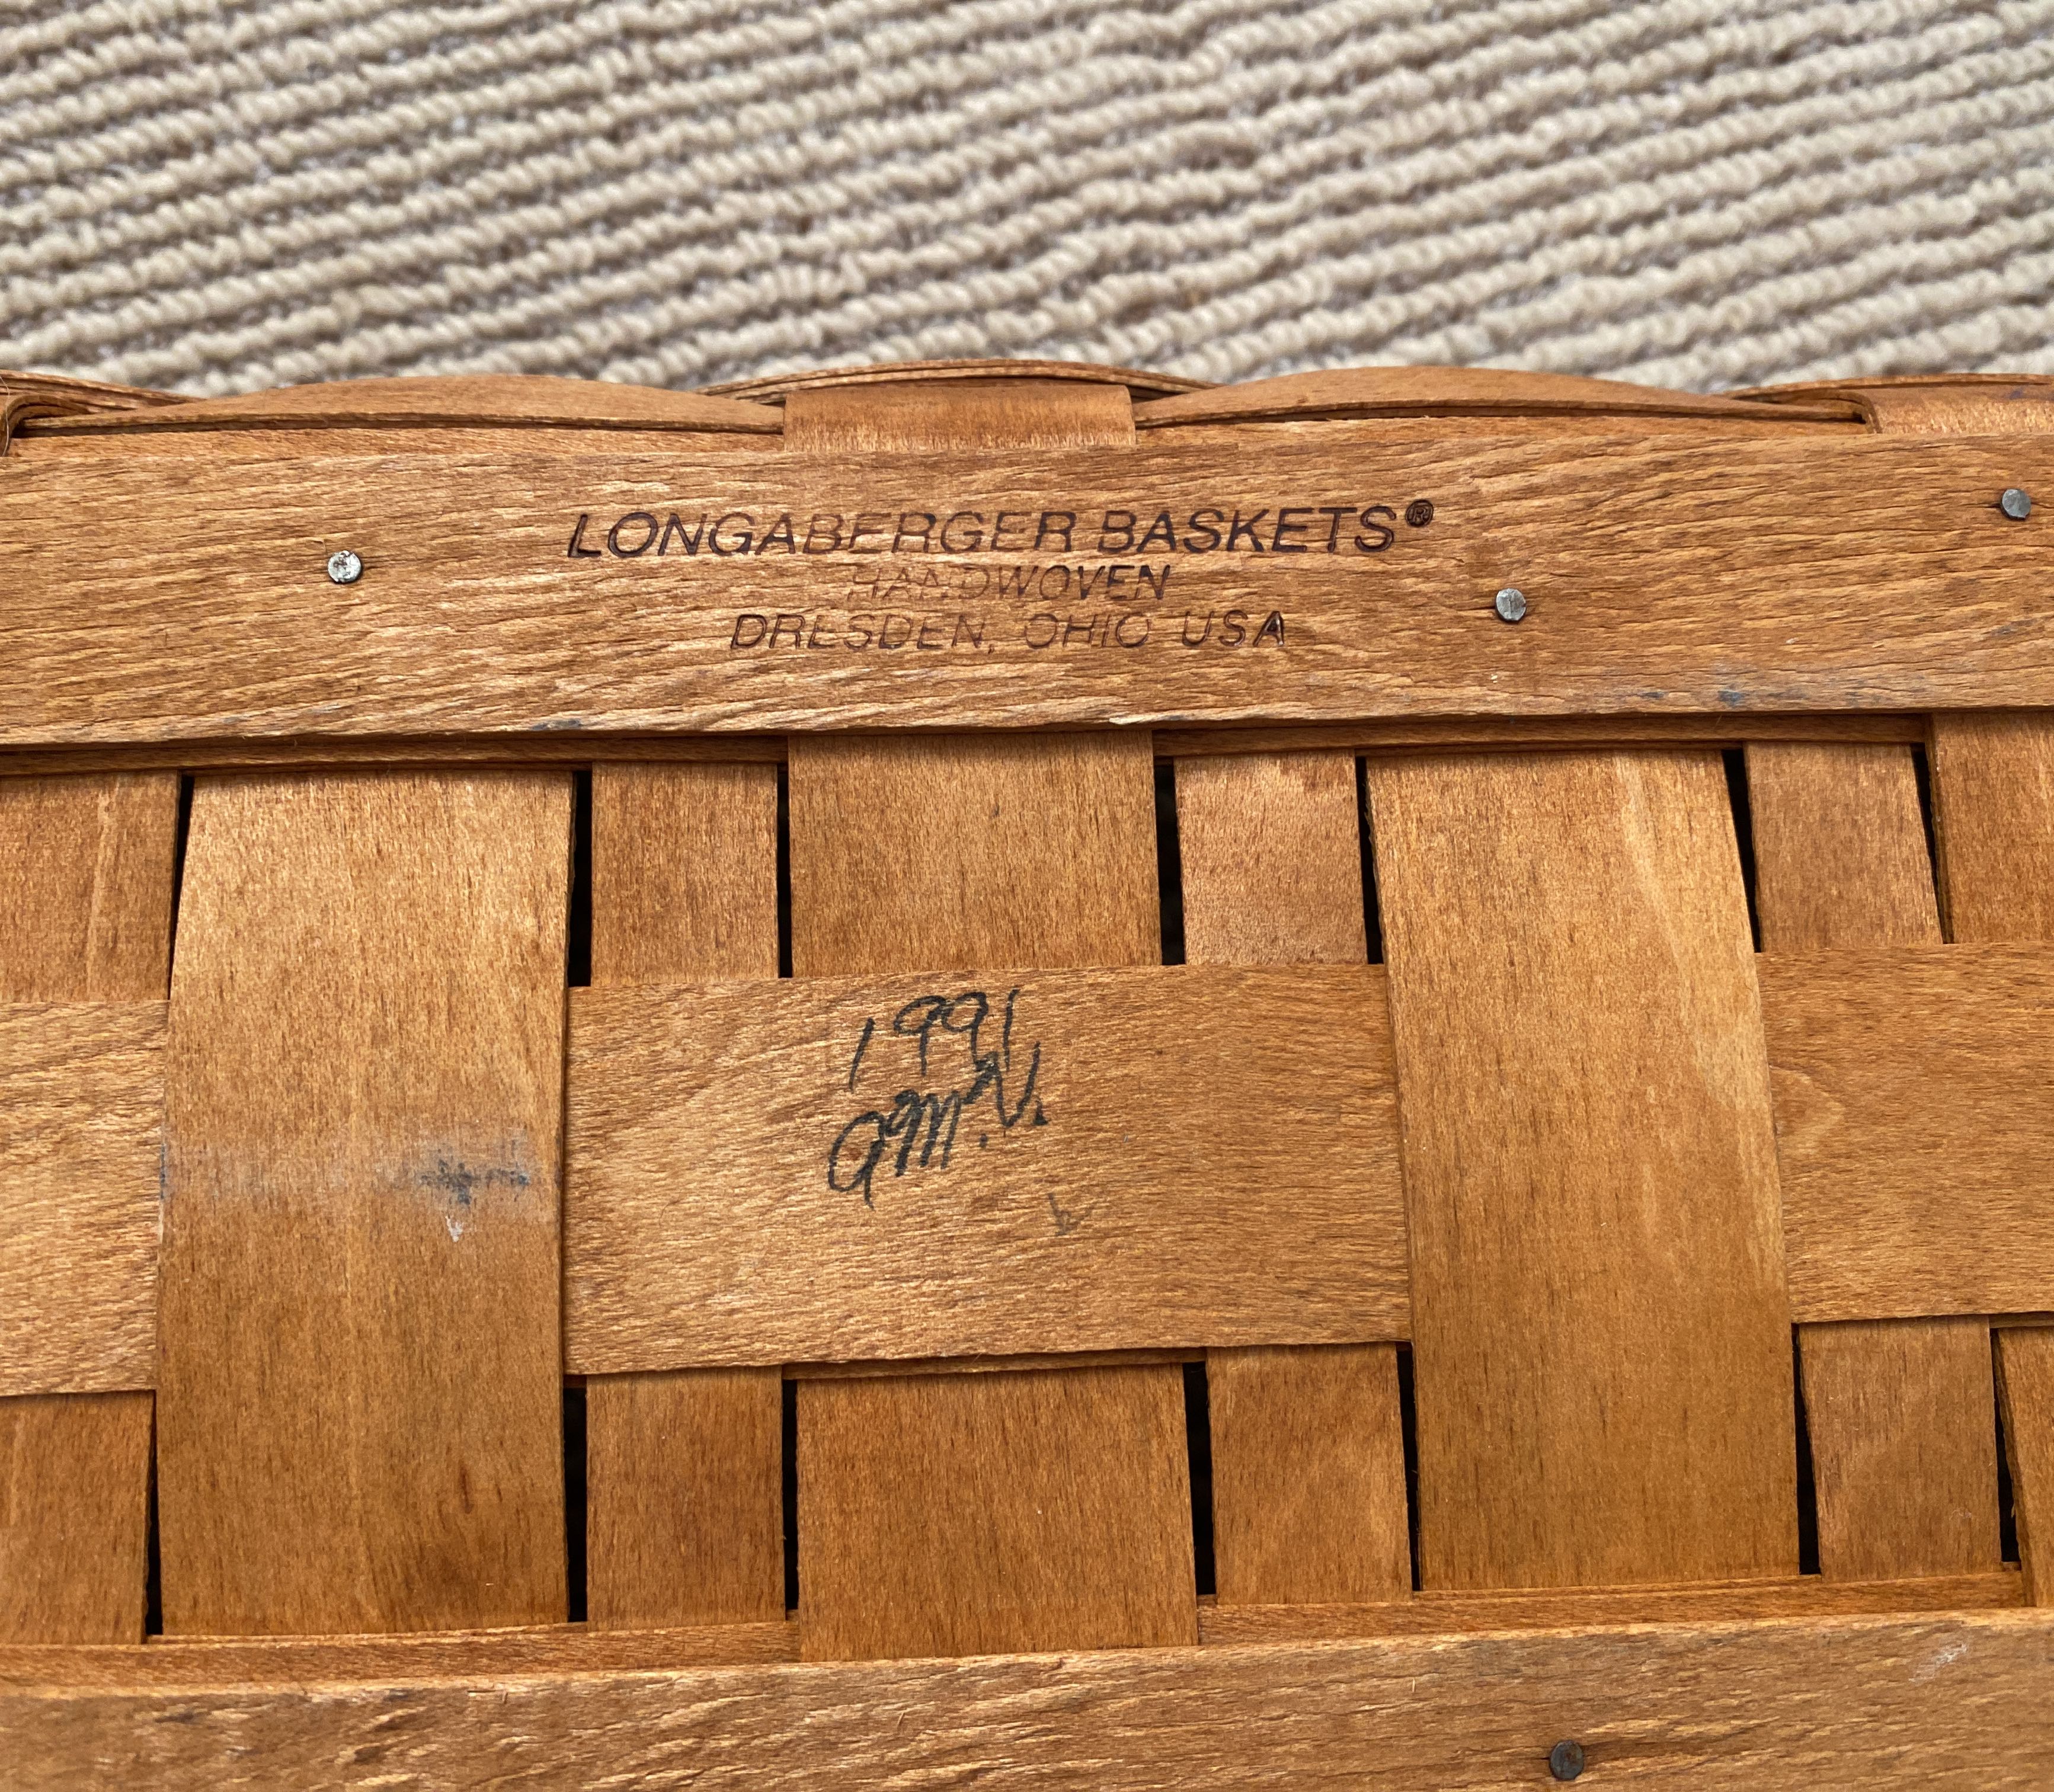 LONGABERGER BASKETS®
HANDWOVEN
DRESDEN, OHIO USA
1991